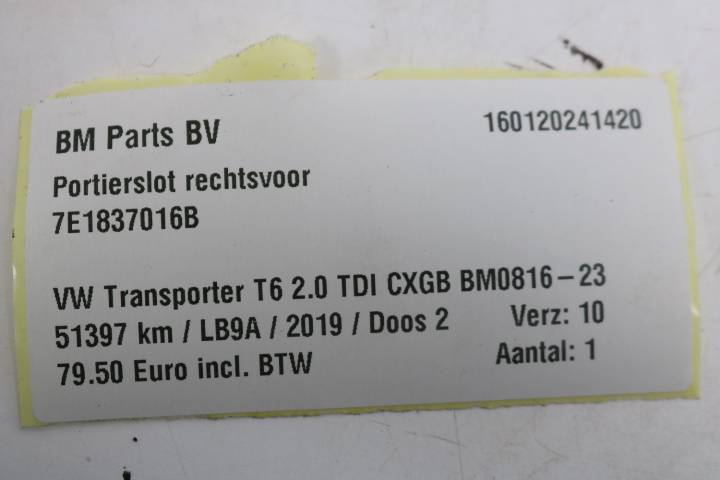 BM Parts BV 160120241420
Portierslot rechtsvoor
7E1837016B
VW Transporter T6 2.0 TDI CXGB BM0816-23
51397 km / LB9A / 2019 / Doos 2 Verz: 10
79.50 Euro incl. BTW Aantal: 1